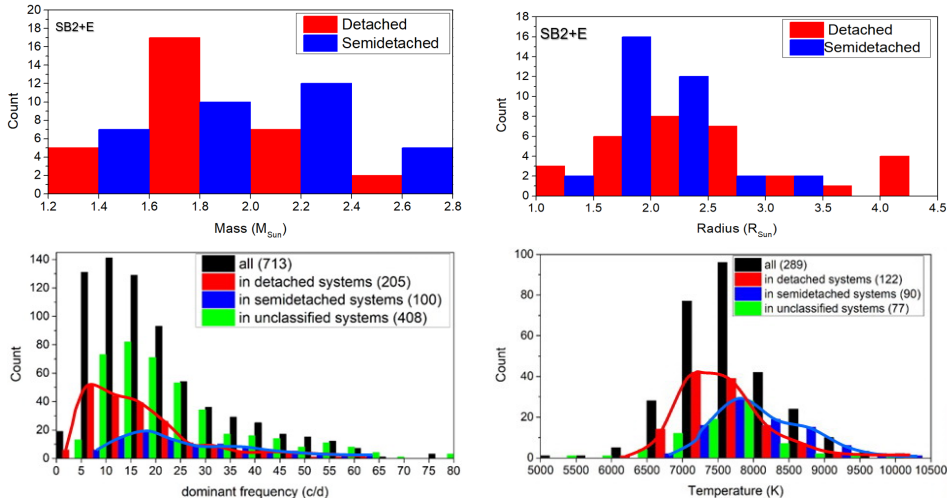 SB2+E
Detached
Semidetached
Count
20
18
16
14
12
10
8
6
4
2
0
1.2 1.4 1.6 1.8 2.0 2.2 2.4 2.6 2.8
Mass (M_Sun)
SB2+E
Detached
Semidetached
Count
18
16
14
12
10
8
6
4
2
0
1.0 1.5 2.0 2.5 3.0 3.5 4.0 4.5
Radius (R_Sun)
all (713)
in detached systems (205)
in semidetached systems (100)
in unclassified systems (408)
Count
140
120
100
80
60
40
20
0
0 5 10 15 20 25 30 35 40 45 50 55 60 65 70 75 80
dominant frequency (c/d)
all (289)
in detached systems (122)
in semidetached systems (90)
in unclassified systems (77)
Count
100
80
60
40
20
0
5000 5500 6000 6500 7000 7500 8000 8500 9000 9500 10000 10500
Temperature (K)